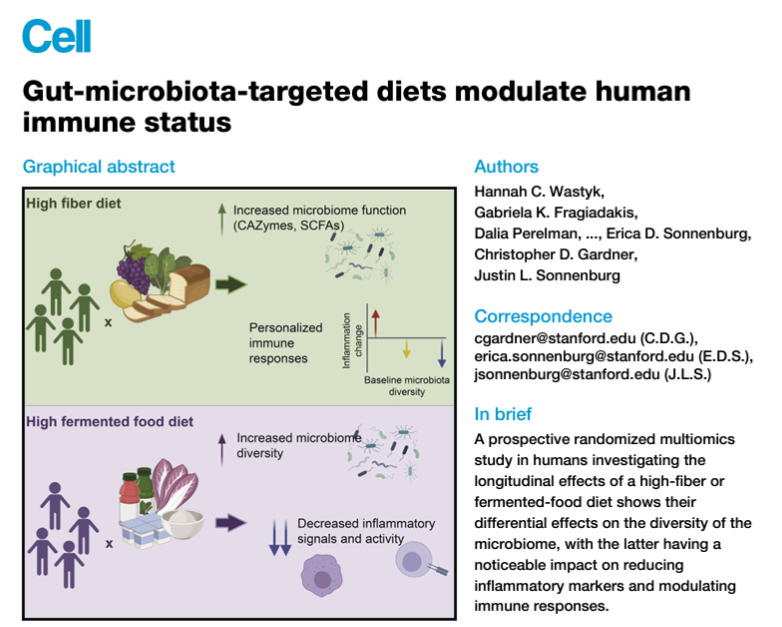 Cell
Gut-microbiota-targeted diets modulate human
immune status
Graphical abstract
High fiber diet
Increased microbiome function
(CAZymes, SCFAs)
x
Personalized
immune
responses
Inflammation
change
Baseline microbiota
diversity
High fermented food diet
Increased microbiome
diversity
x
Decreased inflammatory
signals and activity
Authors
Hannah C. Wastyk,
Gabriela K. Fragiadakis,
Dalia Perelman, ..., Erica D. Sonnenburg,
Christopher D. Gardner,
Justin L. Sonnenburg
Correspondence
cgardner@stanford.edu (C.D.G.),
erica.sonnenburg@stanford.edu (E.D.S.),
jsonnenburg@stanford.edu (J.L.S.)
In brief
A prospective randomized multiomics
study in humans investigating the
longitudinal effects of a high-fiber or
fermented-food diet shows their
differential effects on the diversity of the
microbiome, with the latter having a
noticeable impact on reducing
inflammatory markers and modulating
immune responses.